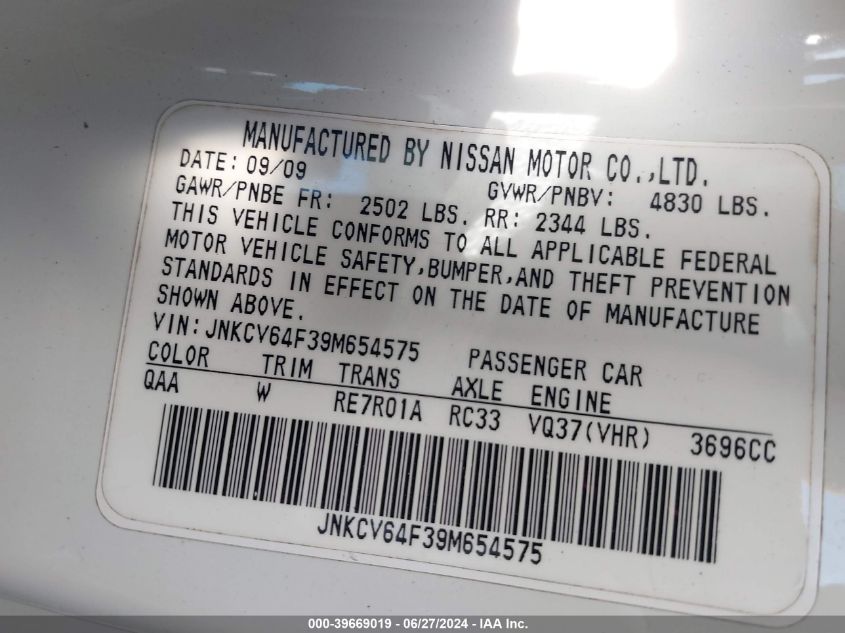 MANUFACTURED BY NISSAN MOTOR CO.,LTD.
DATE: 09/09 GVWR/PNBV: 4830 LBS.
GAWR/PNBE FR: 2502 LBS. RR: 2344 LBS.
THIS VEHICLE CONFORMS TO ALL APPLICABLE FEDERAL
MOTOR VEHICLE SAFETY,BUMPER,AND THEFT PREVENTION
STANDARDS IN EFFECT ON THE DATE OF MANUFACTURE
SHOWN ABOVE.
VIN:JNKCV64F39M654575 PASSENGER CAR
COLOR TRIM TRANS AXLE ENGINE
QAA W RE7R01A RC33 VQ37(VHR) 3696CC
JNKCV64F39M654575
000-39669019 - 06/27/2024 - IAA Inc.